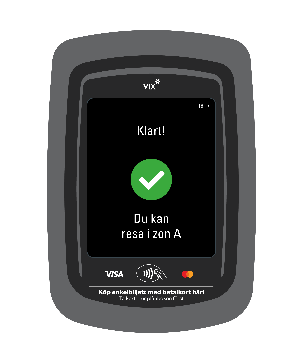 vix
Klart!
Du kan
resa i zon A
VISA
Köp enkelbiljett med betalkort här!